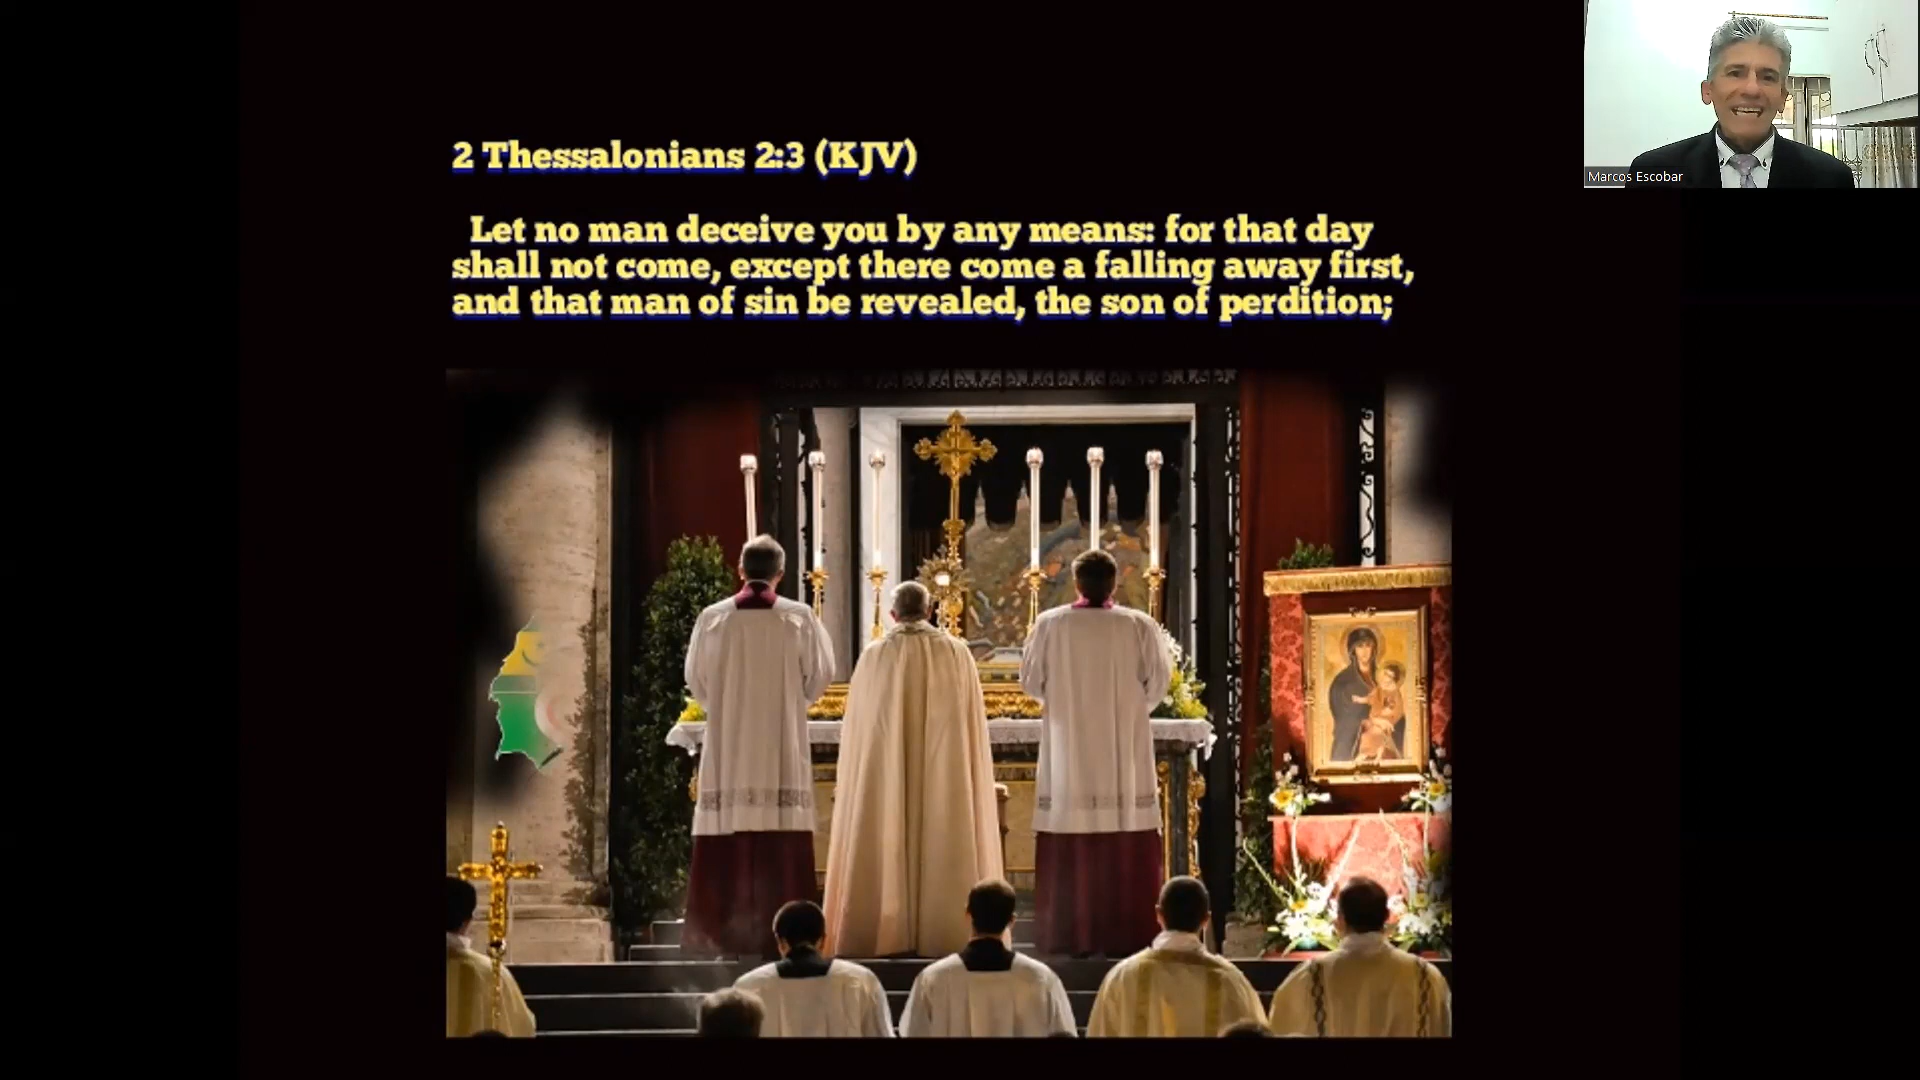 2 Thessalonians 2:3 (KJV)
Let no man deceive you by any means: for that day
shall not come, except there come a falling away first,
and that man of sin be revealed, the son of perdition;
Marcos Escobar